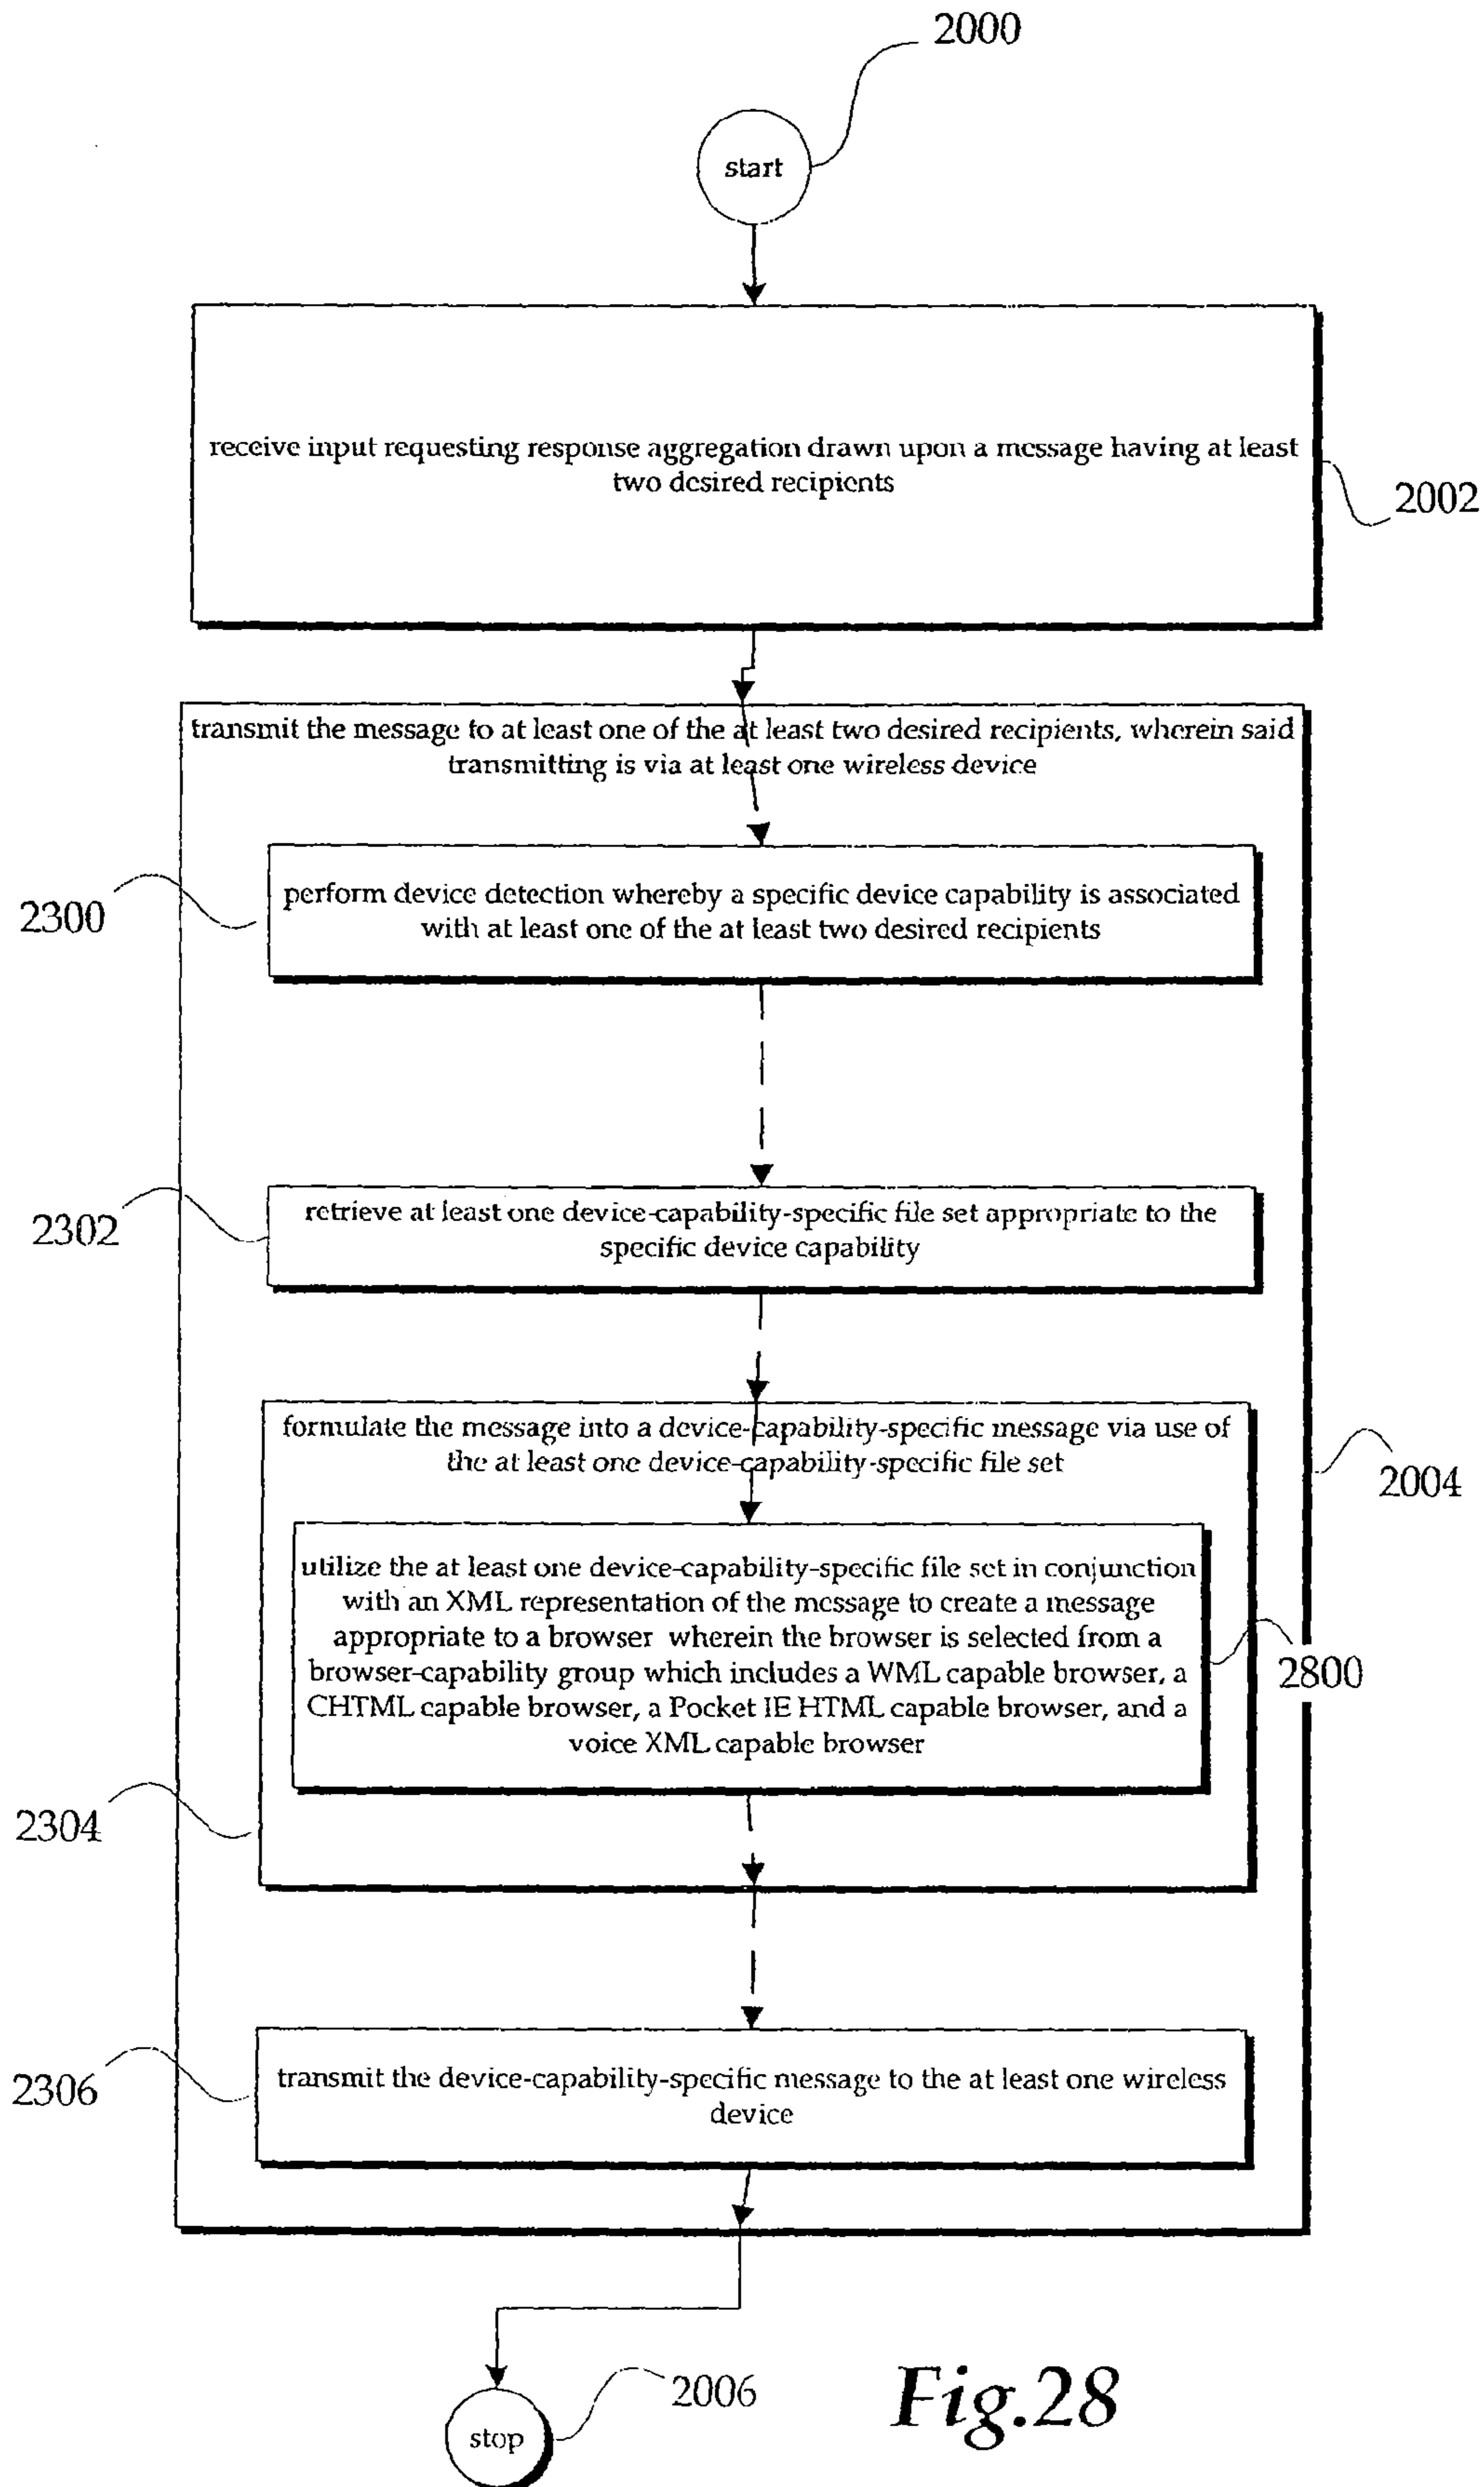 2000
start
receive input requesting response aggregation drawn upon a message having at least
two desired recipients
2002
transmit the message to at least one of the at least two desired recipients, wherein said
transmitting is via at least one wireless device
2300
perform device detection whereby a specific device capability is associated
with at least one of the at least two desired recipients
2302
retrieve at least one device-capability-specific file set appropriate to the
specific device capability
formulate the message into a device-capability-specific message via use of
the at least one device-capability-specific file set
2004
utilize the at least one device-capability-specific file set in conjunction
with an XML representation of the message to create a message
appropriate to a browser wherein the browser is selected from a
browser-capability group which includes a WML capable browser, a
CHTML capable browser, a Pocket IE HTML capable browser, and a
voice XML capable browser
2800
2304
2306
transmit the device-capability-specific message to the at least one wireless
device
2006
stop
Fig.28